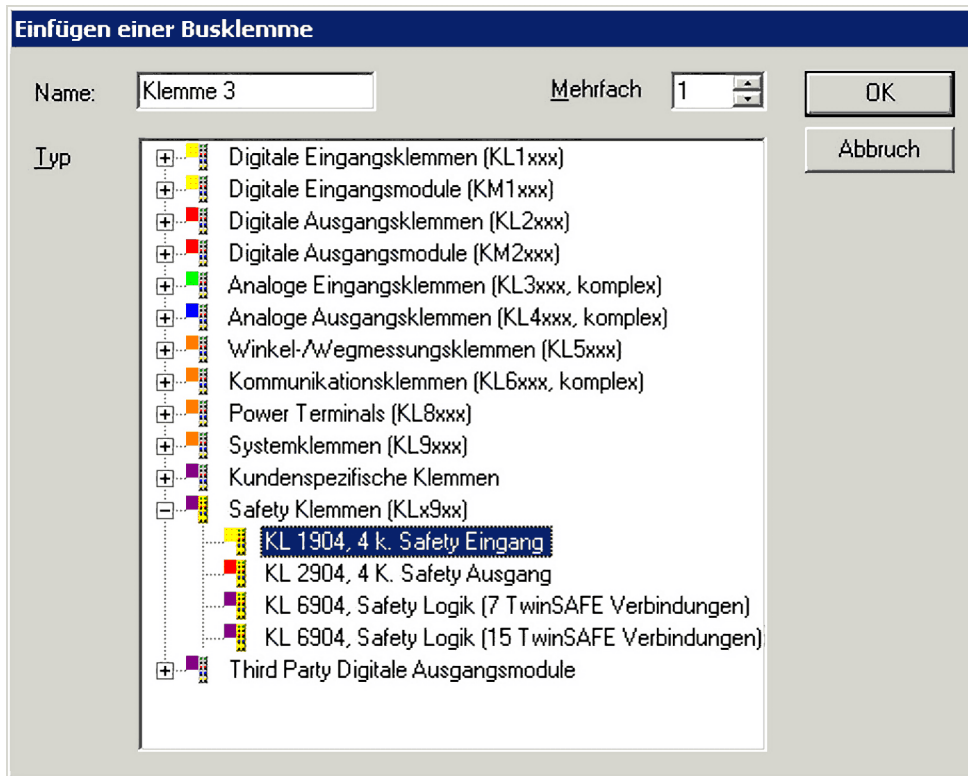 Einfügen einer Busklemme
Name: Klemme 3 Mehrfach 1 OK
Abbruch
Typ
Digitale Eingangsklemmen (KL1xxx)
Digitale Eingangsmodule (KM1xxx)
Digitale Ausgangsklemmen (KL2xxx)
Digitale Ausgangsmodule (KM2xxx)
Analoge Eingangsklemmen (KL3xxx, komplex)
Analoge Ausgangsklemmen (KL4xxx, komplex)
Winkel-/Wegmessungsklemmen (KL5xxx)
Kommunikationsklemmen (KL6xxx, komplex)
Power Terminals (KL8xxx)
Systemklemmen (KL9xxx)
Kundenspezifische Klemmen
Safety Klemmen (KLx9xx)
KL 1904, 4 k. Safety Eingang
KL 2904, 4 K. Safety Ausgang
KL 6904, Safety Logik (7 TwinSAFE Verbindungen)
KL 6904, Safety Logik (15 TwinSAFE Verbindungen)
Third Party Digitale Ausgangsmodule